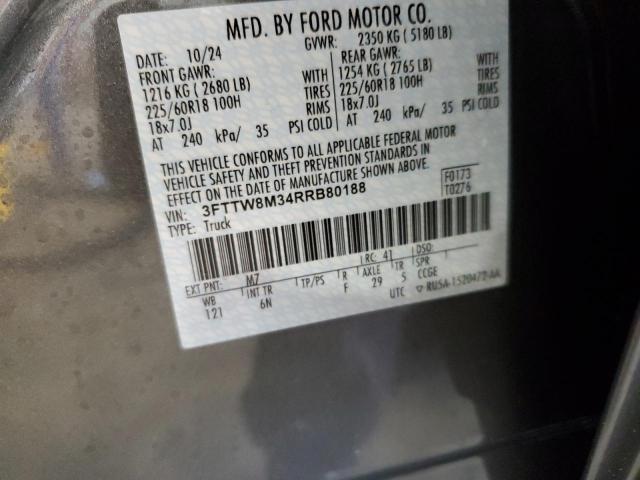 MFD. BY FORD MOTOR CO.
DATE: 10/24 GVWR: 2350 KG ( 5180 LB)
FRONT GAWR: REAR GAWR:
1216 KG ( 2680 LB) WITH 1254 KG ( 2765 LB) WITH
225/60R18 100H TIRES 225/60R18 100H TIRES
18x7.0J RIMS 18x7.0J RIMS
AT 240 kPa/ 35 PSI COLD AT 240 kPa/ 35 PSI COLD
THIS VEHICLE CONFORMS TO ALL APPLICABLE FEDERAL MOTOR
VEHICLE SAFETY AND THEFT PREVENTION STANDARDS IN
EFFECT ON THE DATE OF MANUFACTURE SHOWN ABOVE.
VIN: 3FTTW8M34RRB80188 F0173
TYPE: Truck T0276
EXT PNT: M7 RC: 41 DSO:
WB INT TR TP/PS R AXLE TR SPR
121 6N F 29 5 CCGE
UTC RU5A-1520472-AA